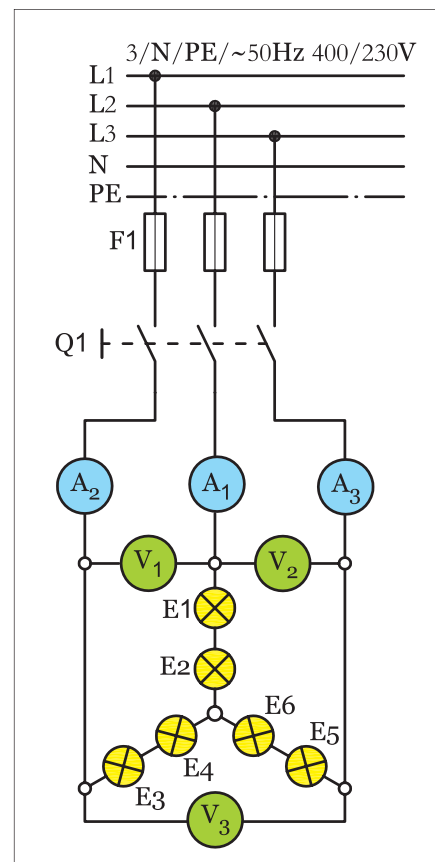 3/N/PE/~50Hz 400/230V
L1
L2
L3
N
PE
F1
Q1
A2 A1 A3
V1 V2
E1
E2
E6
E5
E4
E3
V3